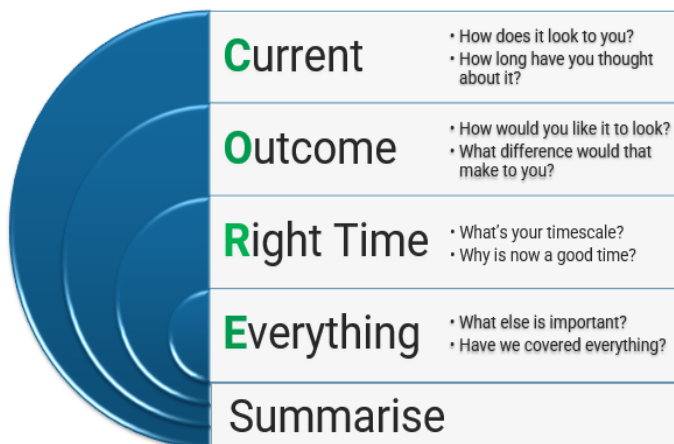 Current
• How does it look to you?
• How long have you thought
about it?
Outcome
• How would you like it to look?
• What difference would that
make to you?
Right Time
• What's your timescale?
• Why is now a good time?
Everything
• What else is important?
• Have we covered everything?
Summarise